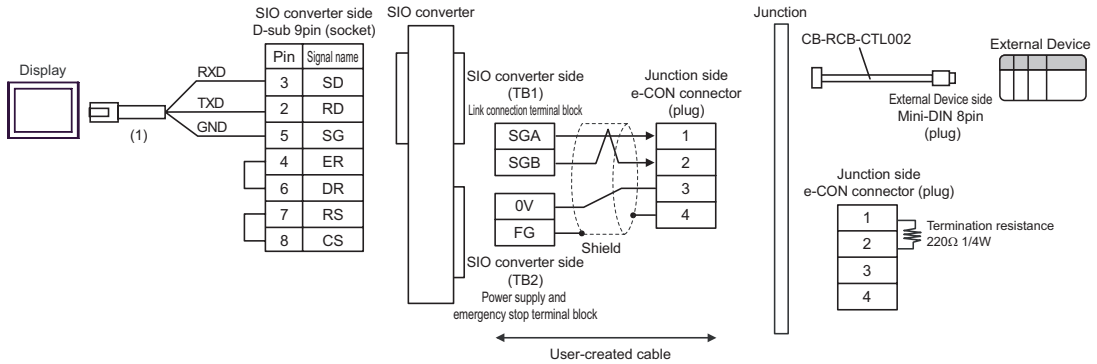 Display
(1)
RXD
TXD
GND
SIO converter side
D-sub 9pin (socket)
Pin Signal name
3 SD
2 RD
5 SG
4 ER
6 DR
7 RS
8 CS
SIO converter
SIO converter side
(TB1)
Link connection terminal block
SGA
SGB
0V
FG
Shield
SIO converter side
(TB2)
Power supply and
emergency stop terminal block
Junction side
e-CON connector
(plug)
1
2
3
4
User-created cable
Junction
CB-RCB-CTL002
External Device side
Mini-DIN 8pin
(plug)
External Device
Junction side
e-CON connector (plug)
1
2
3
4
Termination resistance
220Ω 1/4W